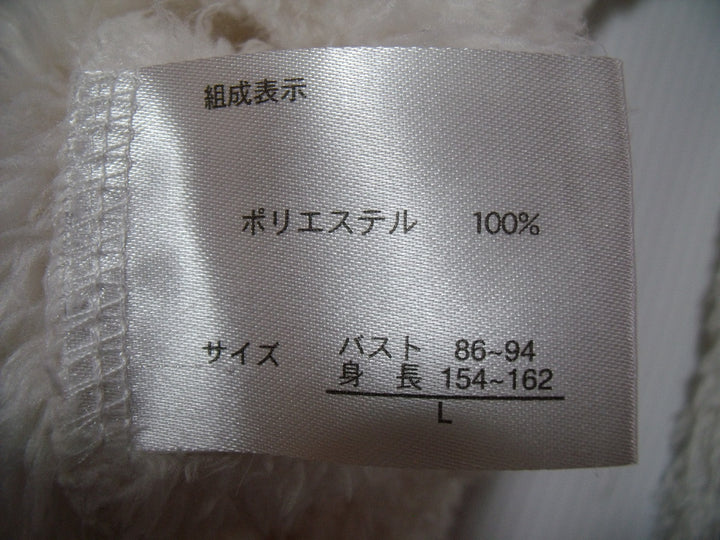 組成表示
ポリエステル 100%
サイズ バスト 86~94
身長 154~162
L